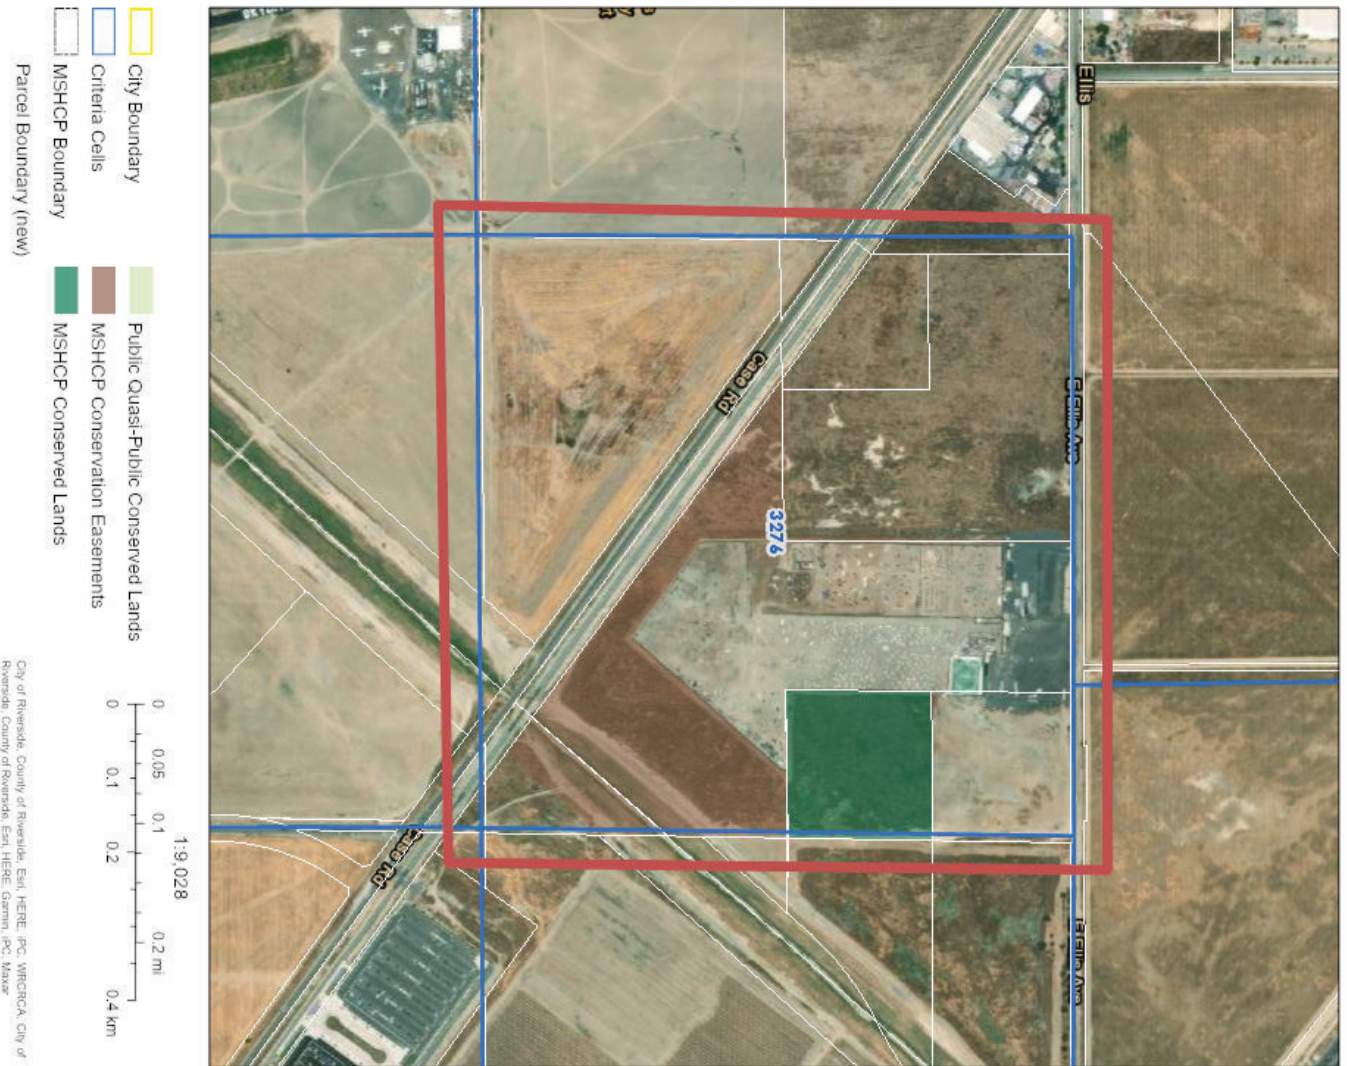 Ellis
E Ellis Ave
Case Rd
3276
Case Rd
E Ellis Ave
City Boundary
Criteria Cells
MSHCP Boundary
Parcel Boundary (new)
Public Quasi-Public Conserved Lands
MSHCP Conservation Easements
MSHCP Conserved Lands
1:9,028
0 0.05 0.1 0.2 mi
0 0.1 0.2 0.4 km
City of Riverside, County of Riverside, Esri, HERE, iPC, WRCRCA, City of
Riverside, County of Riverside, Esri, HERE, Garmin, iPC, Maxar